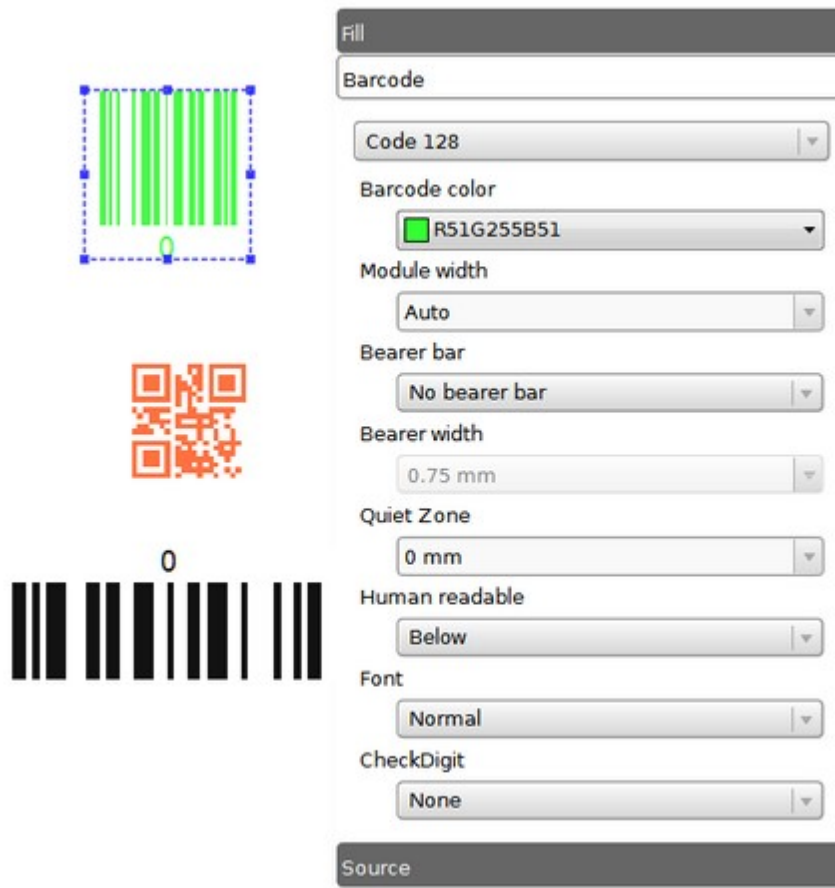 Fill
Barcode
Code 128
Barcode color
0
R51G255B51
Module width
Auto
Bearer bar
No bearer bar
Bearer width
0.75 mm
Quiet Zone
0
0 mm
Human readable
Below
Font
Normal
CheckDigit
None
Source